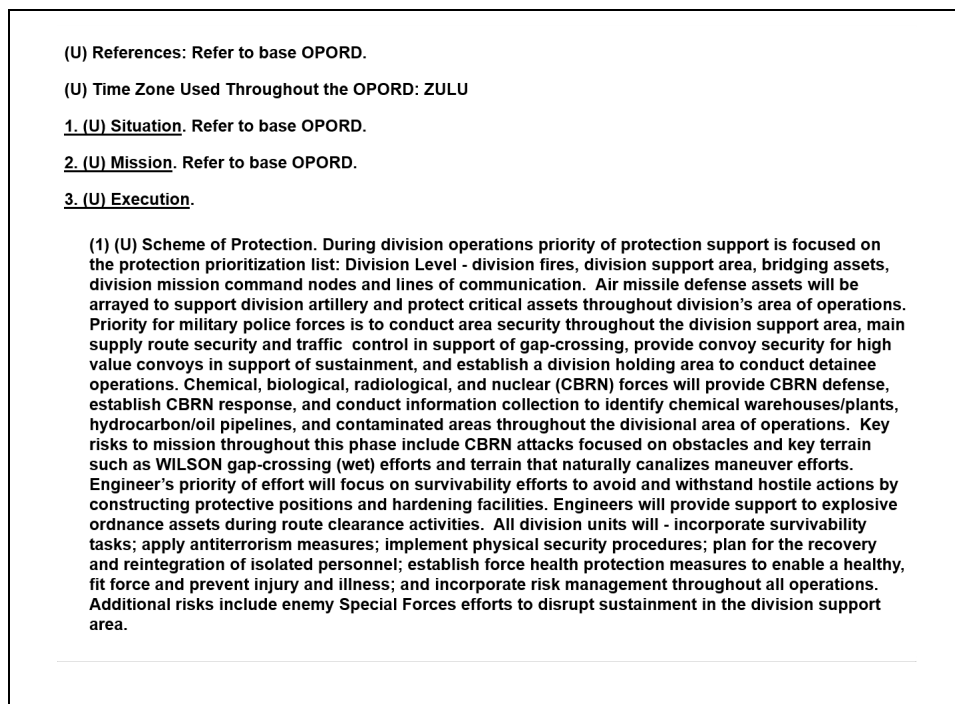 (U) References: Refer to base OPORD.
(U) Time Zone Used Throughout the OPORD: ZULU
1. (U) Situation. Refer to base OPORD.
2. (U) Mission. Refer to base OPORD.
3. (U) Execution.
(1) (U) Scheme of Protection. During division operations priority of protection support is focused on
the protection prioritization list: Division Level - division fires, division support area, bridging assets,
division mission command nodes and lines of communication.  Air missile defense assets will be
arrayed to support division artillery and protect critical assets throughout division's area of operations.
Priority for military police forces is to conduct area security throughout the division support area, main
supply route security and traffic  control in support of gap-crossing, provide convoy security for high
value convoys in support of sustainment, and establish a division holding area to conduct detainee
operations. Chemical, biological, radiological, and nuclear (CBRN) forces will provide CBRN defense,
establish CBRN response, and conduct information collection to identify chemical warehouses/plants,
hydrocarbon/oil pipelines, and contaminated areas throughout the divisional area of operations.  Key
risks to mission throughout this phase include CBRN attacks focused on obstacles and key terrain
such as WILSON gap-crossing (wet) efforts and terrain that naturally canalizes maneuver efforts.
Engineer's priority of effort will focus on survivability efforts to avoid and withstand hostile actions by
constructing protective positions and hardening facilities. Engineers will provide support to explosive
ordnance assets during route clearance activities.  All division units will - incorporate survivability
tasks; apply antiterrorism measures; implement physical security procedures; plan for the recovery
and reintegration of isolated personnel; establish force health protection measures to enable a healthy,
fit force and prevent injury and illness; and incorporate risk management throughout all operations.
Additional risks include enemy Special Forces efforts to disrupt sustainment in the division support
area.